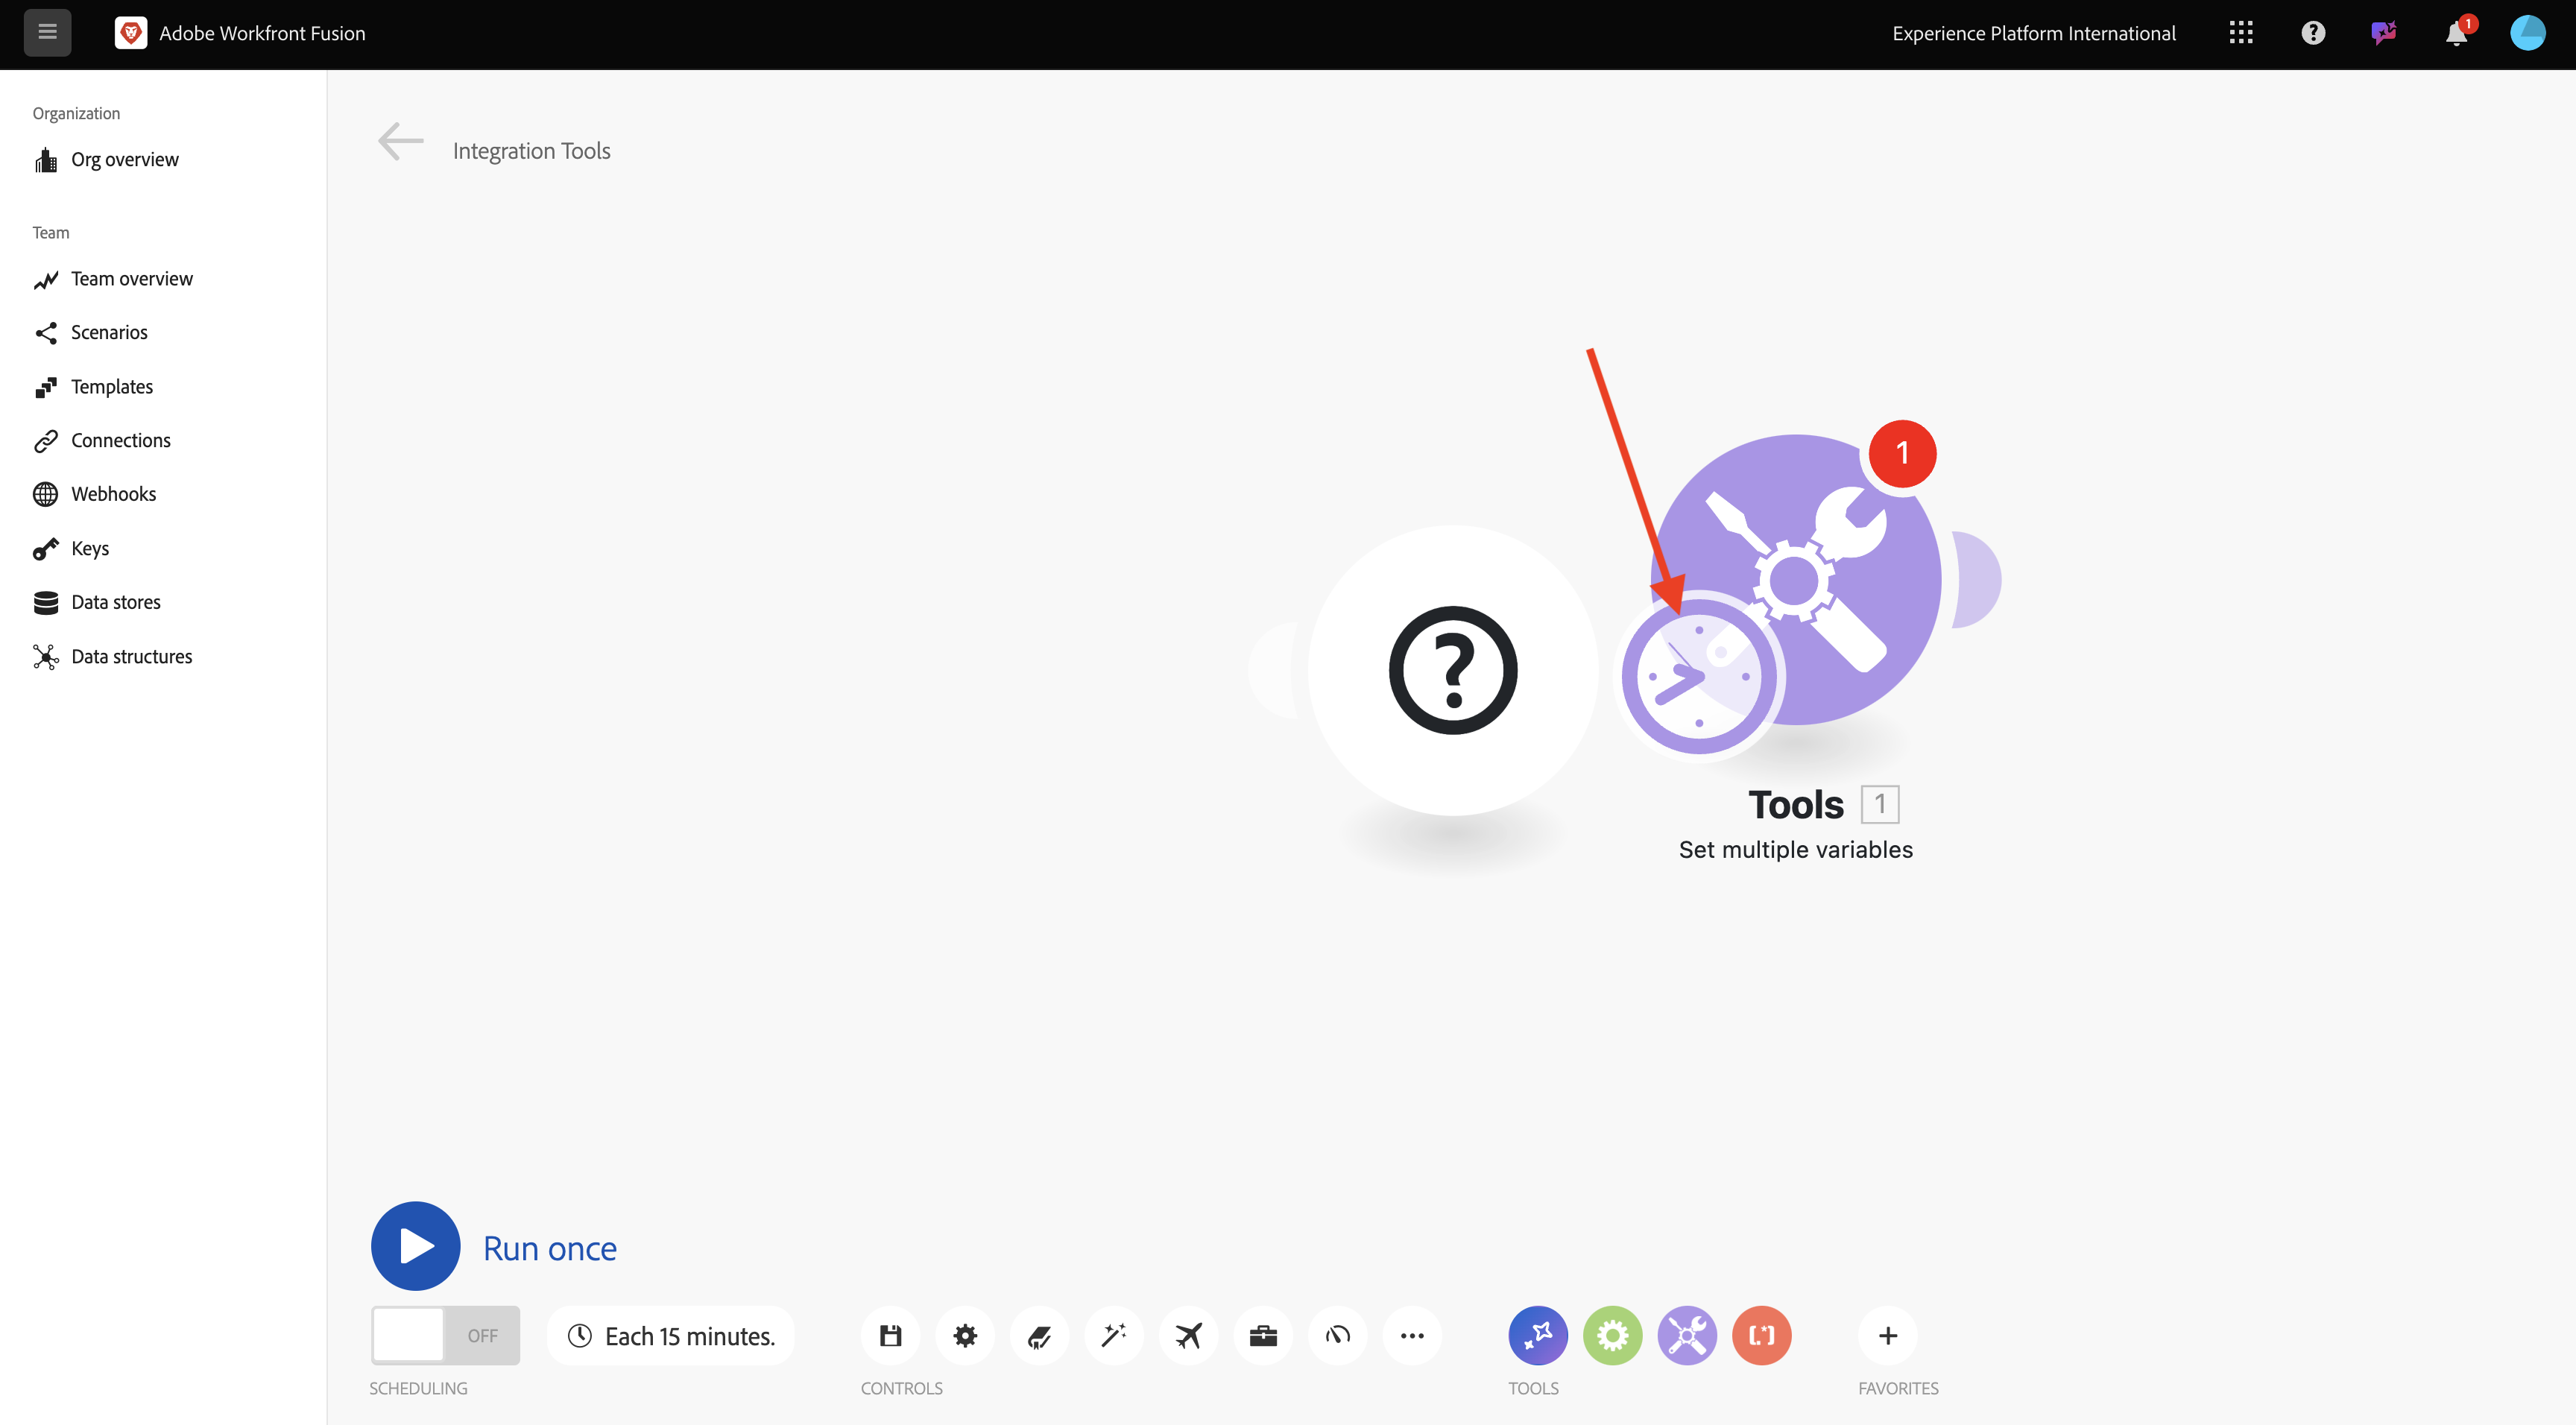 Adobe Workfront Fusion
Experience Platform International
1
Organization
Org overview
Team
Team overview
Scenarios
Templates
Connections
Webhooks
Keys
Data stores
Data structures
Integration Tools
1
?
Tools 1
Set multiple variables
Run once
OFF
Each 15 minutes.
SCHEDULING
CONTROLS
TOOLS
FAVORITES